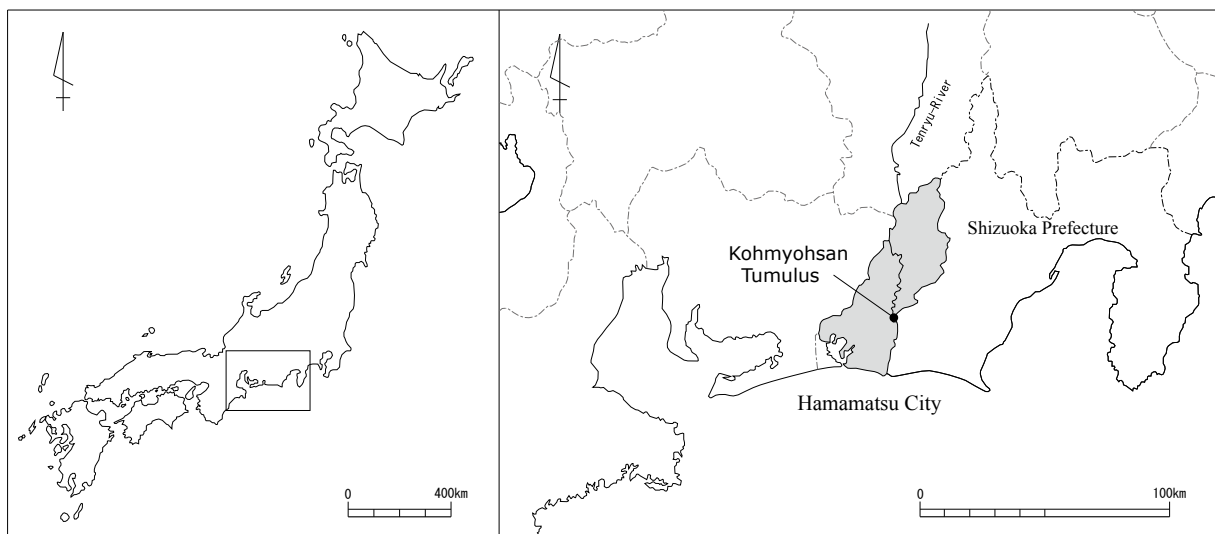 0
400km
Tenryu-River
Shizuoka Prefecture
Kohmyohsan
Tumulus
Hamamatsu City
0
100km